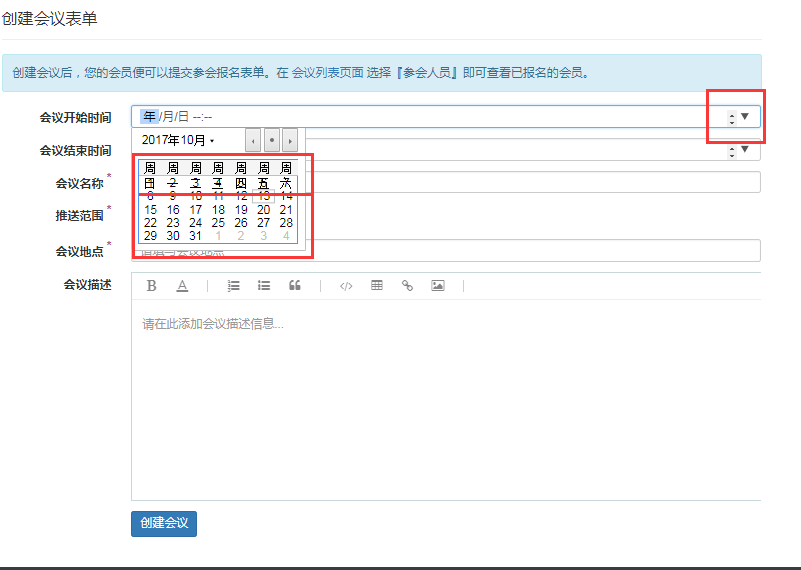 创建会议表单
创建会议后，您的会员便可以提交参会报名表单。在 会议列表页面 选择『参会人员』即可查看已报名的会员。
会议开始时间
年/月/日 --:--
2017年10月
会议结束时间
周 周 周 周 周 周 周
日 一 二 三 四 五 六
会议名称*
8 9 10 11 12 13 14
15 16 17 18 19 20 21
推送范围*
22 23 24 25 26 27 28
29 30 31 1 2 3 4
会议地点*
请填写会议地点
会议描述
B A
请在此添加会议描述信息...
创建会议